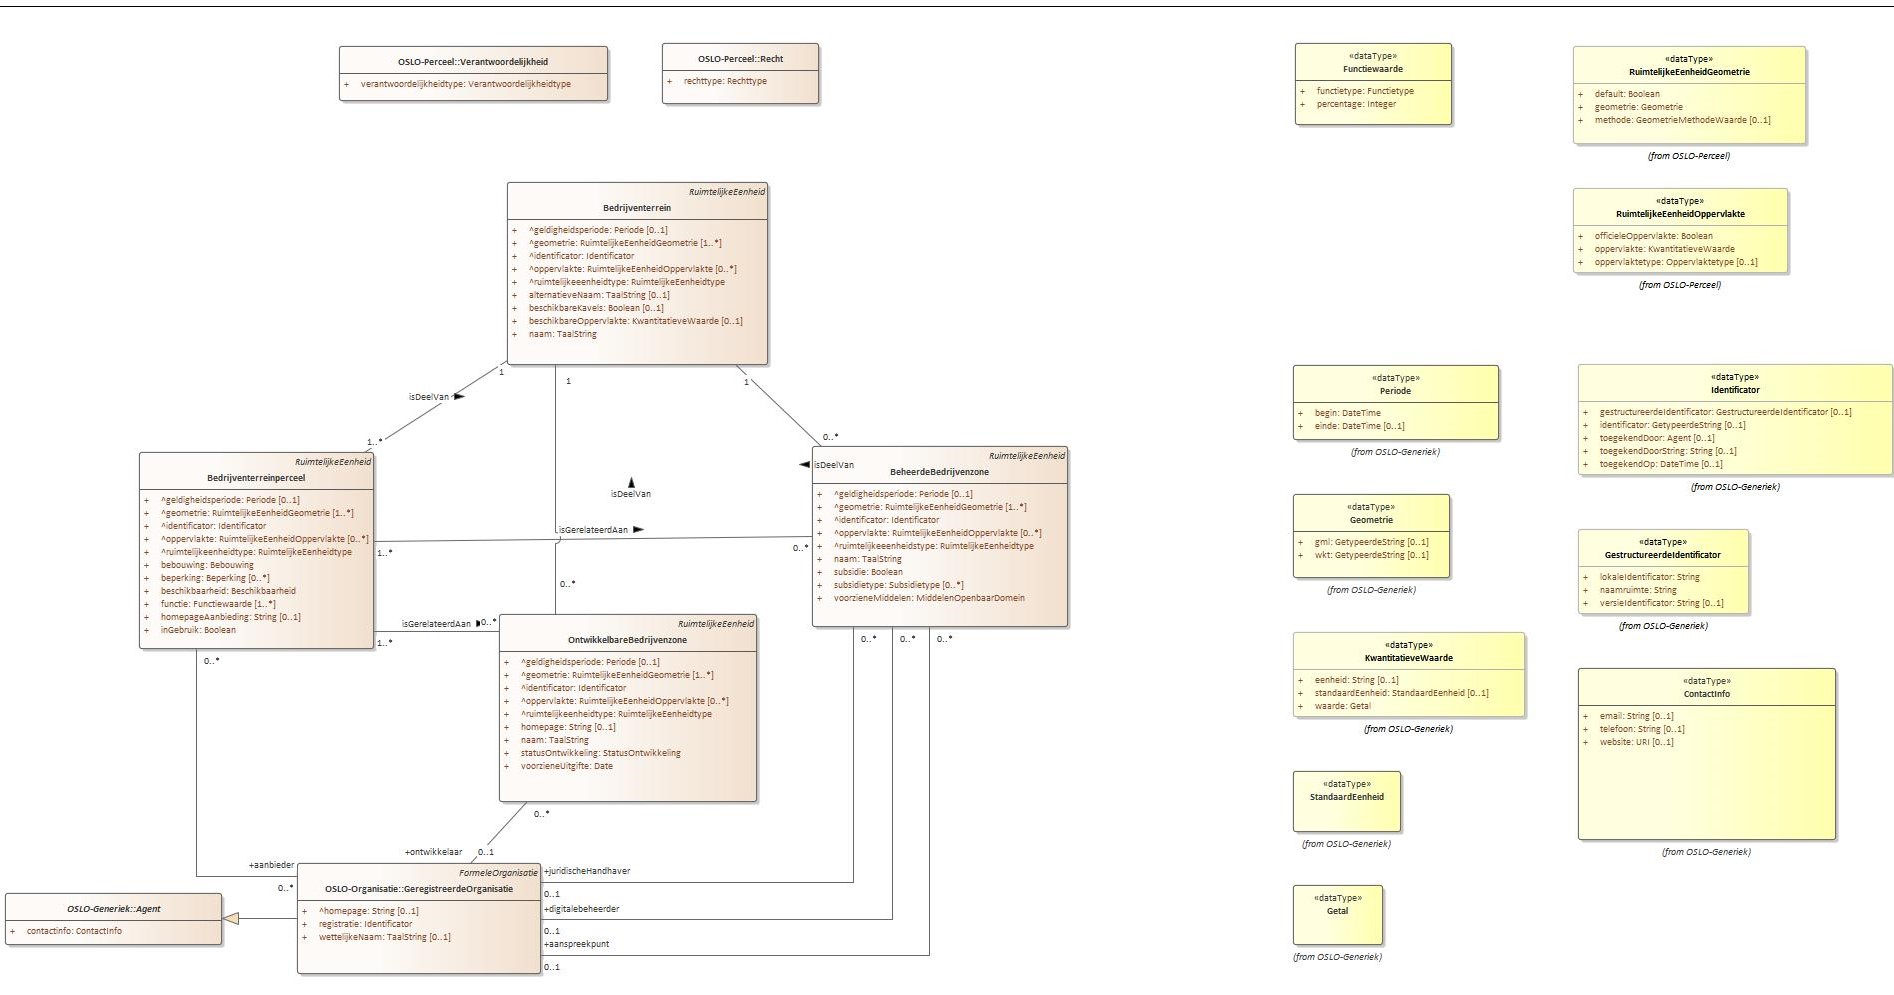 OSLO-Perceel::Verantwoordelijkheid
+ verantwoordelijkheidtype: Verantwoordelijkheidtype
OSLO-Perceel::Recht
+ rechttype: Rechttype
«dataType»
Functiewaarde
+ functietype: Functietype
+ percentage: Integer
«dataType»
RuimtelijkeEenheidGeometrie
+ default: Boolean
+ geometrie: Geometrie
+ methode: GeometrieMethodeWaarde [0..1]
(from OSLO-Perceel)
RuimtelijkeEenheid
Bedrijventerrein
+ ^geldigheidsperiode: Periode [0..1]
+ ^geometrie: RuimtelijkeEenheidGeometrie [1..*]
+ ^identificator: Identificator
+ ^oppervlakte: RuimtelijkeEenheidOppervlakte [0..*]
+ ^ruimtelijkeeenheidtype: RuimtelijkeEenheidtype
+ alternatieveNaam: TaalString [0..1]
+ beschikbareKavels: Boolean [0..1]
+ beschikbareOppervlakte: KwantitatieveWaarde [0..1]
+ naam: TaalString
«dataType»
RuimtelijkeEenheidOppervlakte
+ officieleOppervlakte: Boolean
+ oppervlakte: KwantitatieveWaarde
+ oppervlaktetype: Oppervlaktetype [0..1]
(from OSLO-Perceel)
1
1
1
isDeelVan
1..*
0..*
isDeelVan
isDeelVan
isGerelateerdAan
1..*
0..*
0..*
RuimtelijkeEenheid
Bedrijventerreinperceel
+ ^geldigheidsperiode: Periode [0..1]
+ ^geometrie: RuimtelijkeEenheidGeometrie [1..*]
+ ^identificator: Identificator
+ ^oppervlakte: RuimtelijkeEenheidOppervlakte [0..*]
+ ^ruimtelijkeeenheidtype: RuimtelijkeEenheidtype
+ bebouwing: Bebouwing
+ beperking: Beperking [0..*]
+ beschikbaarheid: Beschikbaarheid
+ functie: Functiewaarde [1..*]
+ homepageAanbieding: String [0..1]
+ inGebruik: Boolean
RuimtelijkeEenheid
BeheerdeBedrijvenzone
+ ^geldigheidsperiode: Periode [0..1]
+ ^geometrie: RuimtelijkeEenheidGeometrie [1..*]
+ ^identificator: Identificator
+ ^oppervlakte: RuimtelijkeEenheidOppervlakte [0..*]
+ ^ruimtelijkeeenheidstype: RuimtelijkeEenheidtype
+ naam: TaalString
+ subsidie: Boolean
+ subsidietype: Subsidietype [0..*]
+ voorzieneMiddelen: MiddelenOpenbaarDomein
isGerelateerdAan
0..*
1..*
0..*
0..*
0..*
0..*
RuimtelijkeEenheid
OntwikkelbareBedrijvenzone
+ ^geldigheidsperiode: Periode [0..1]
+ ^geometrie: RuimtelijkeEenheidGeometrie [1..*]
+ ^identificator: Identificator
+ ^oppervlakte: RuimtelijkeEenheidOppervlakte [0..*]
+ ^ruimtelijkeenheidtype: RuimtelijkeEenheidtype
+ homepage: String [0..1]
+ naam: TaalString
+ statusOntwikkeling: StatusOntwikkeling
+ voorzieneUitgifte: Date
0..*
+ontwikkelaar 0..1
+aanbieder
0..*
FormeleOrganisatie
OSLO-Organisatie::GeregistreerdeOrganisatie
+ ^homepage: String [0..1]
+ registratie: Identificator
+ wettelijkeNaam: TaalString [0..1]
+juridischeHandhaver
0..1
+digitalebeheerder
0..1
+aanspreekpunt
0..1
OSLO-Generiek::Agent
+ contactinfo: ContactInfo
«dataType»
Periode
+ begin: DateTime
+ einde: DateTime [0..1]
(from OSLO-Generiek)
«dataType»
Identificator
+ gestructureerdeIdentificator: GestructureerdeIdentificator [0..1]
+ identificator: GetypeerdeString [0..1]
+ toegekendDoor: Agent [0..1]
+ toegekendDoorString: String [0..1]
+ toegekendOp: DateTime [0..1]
(from OSLO-Generiek)
«dataType»
Geometrie
+ gml: GetypeerdeString [0..1]
+ wkt: GetypeerdeString [0..1]
(from OSLO-Generiek)
«dataType»
GestructureerdeIdentificator
+ lokaleIdentificator: String
+ naamruimte: String
+ versieIdentificator: String [0..1]
(from OSLO-Generiek)
«dataType»
KwantitatieveWaarde
+ eenheid: String [0..1]
+ standaardEenheid: StandaardEenheid [0..1]
+ waarde: Getal
(from OSLO-Generiek)
«dataType»
ContactInfo
+ email: String [0..1]
+ telefoon: String [0..1]
+ website: URI [0..1]
(from OSLO-Generiek)
«dataType»
StandaardEenheid
(from OSLO-Generiek)
«dataType»
Getal
(from OSLO-Generiek)